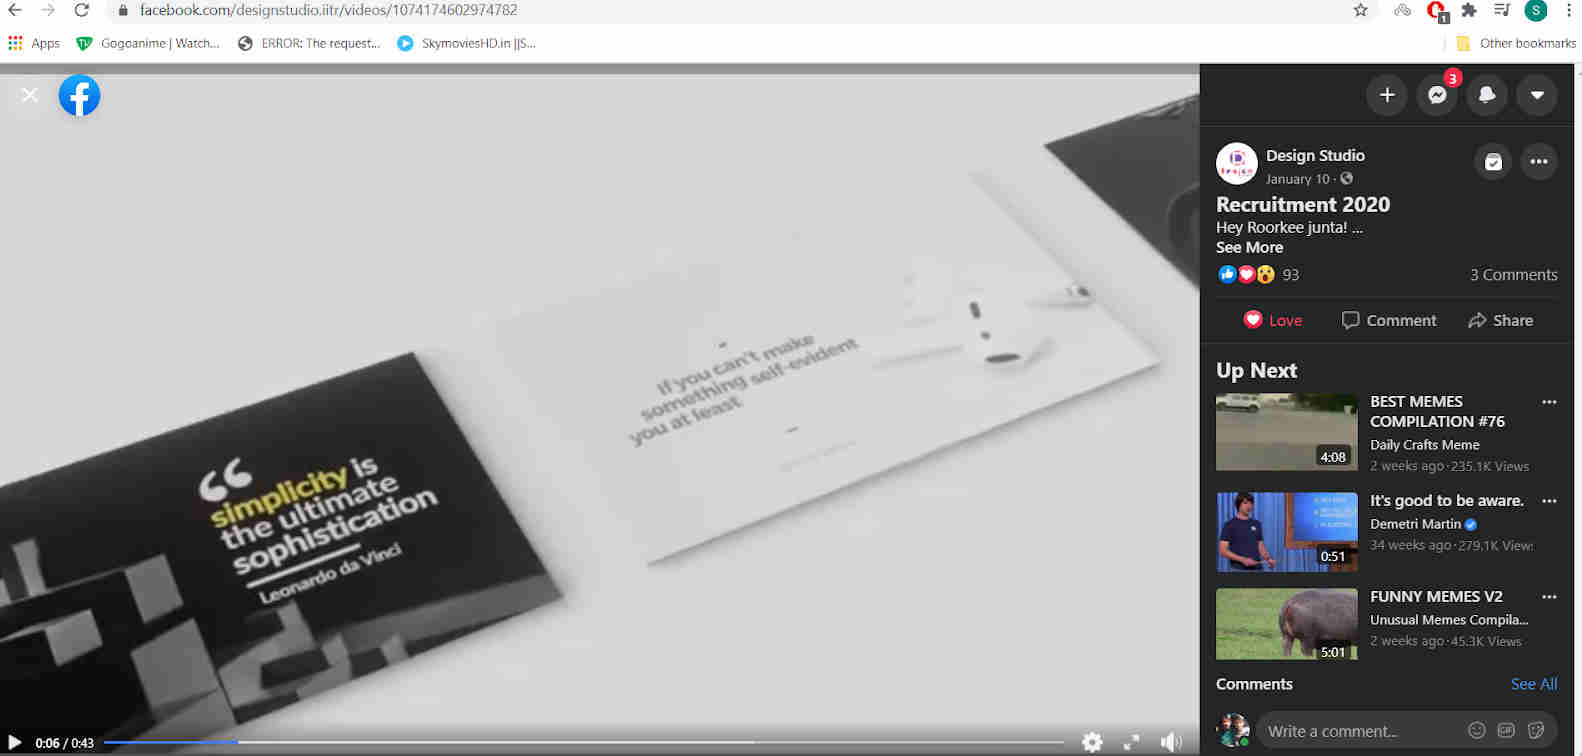 facebook.com/designstudio.iitr/videos/1074174602974782
1
S
Apps
Gogoanime | Watch...
ERROR: The request...
SkymoviesHD.in ||S...
Other bookmarks
3
Design Studio
January 10 ·
Recruitment 2020
Hey Roorkee junta! ...
See More
93
3 Comments
Love
Comment
Share
Up Next
BEST MEMES
COMPILATION #76
Daily Crafts Meme
2 weeks ago · 235.1K Views
4:08
It's good to be aware.
Demetri Martin
34 weeks ago · 279.1K Views
0:51
FUNNY MEMES V2
Unusual Memes Compila...
2 weeks ago · 45.3K Views
5:01
Comments
See All
Write a comment...
GIF
If you can't make
something self-evident
you at least
“
simplicity is
the ultimate
sophistication
Leonardo da Vinci
0:06 / 0:43